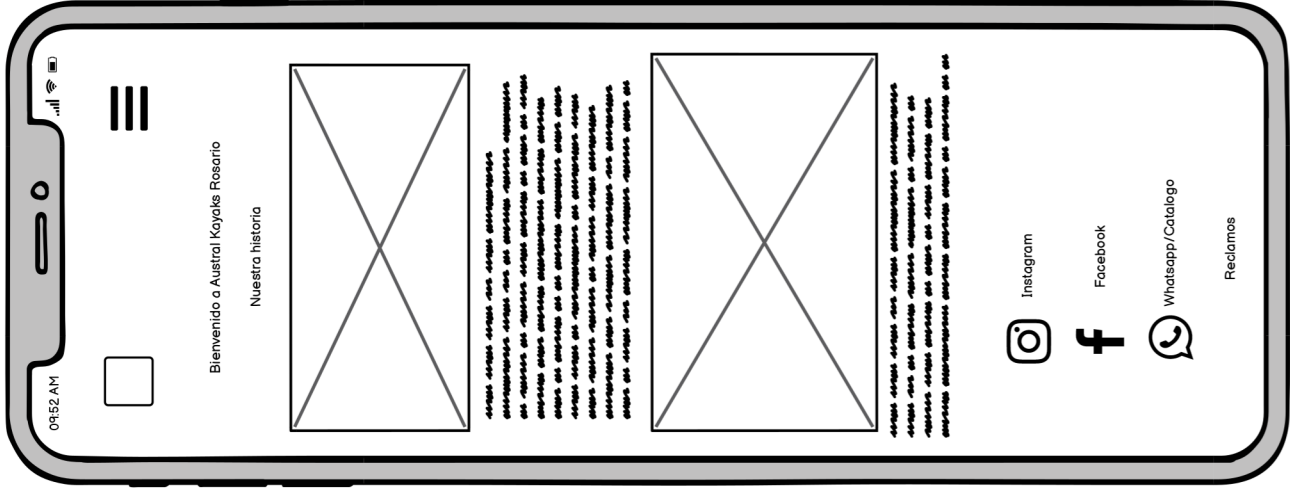 09:52 AM
Bienvenido a Austral Kayaks Rosario
Nuestra historia
Instagram
Facebook
Whatsapp/Catalogo
Reclamos